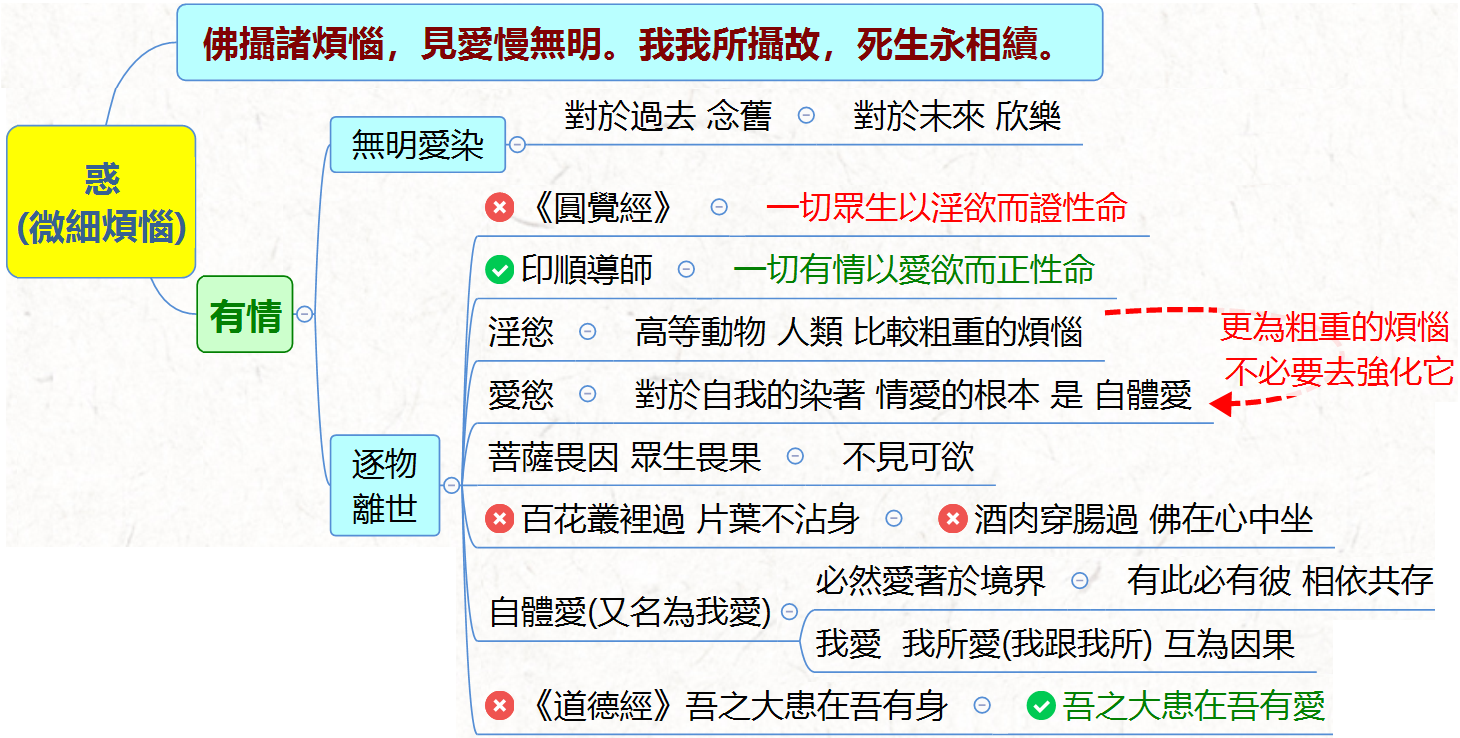 佛攝諸煩惱，見愛慢無明。我我所攝故，死生永相續。
惑
(微細煩惱)
有情
無明愛染
對於過去 念舊
對於未來 欣樂
逐物
離世
《圓覺經》
一切眾生以淫欲而證性命
印順導師
一切有情以愛欲而正性命
淫慾
高等動物 人類 比較粗重的煩惱
更為粗重的煩惱
不必要去強化它
愛慾
對於自我的染著 情愛的根本 是 自體愛
菩薩畏因 眾生畏果
不見可欲
百花叢裡過 片葉不沾身
酒肉穿腸過 佛在心中坐
自體愛(又名為我愛)
必然愛著於境界
有此必有彼 相依共存
我愛 我所愛(我跟我所) 互為因果
《道德經》吾之大患在吾有身
吾之大患在吾有愛